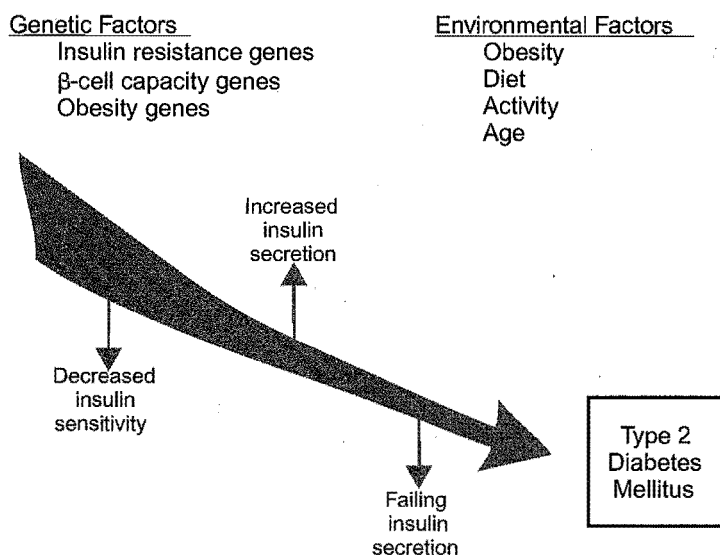 Genetic Factors
Insulin resistance genes
β-cell capacity genes
Obesity genes
Environmental Factors
Obesity
Diet
Activity
Age
Increased
insulin
secretion
Decreased
insulin
sensitivity
Failing
insulin
secretion
Type 2
Diabetes
Mellitus